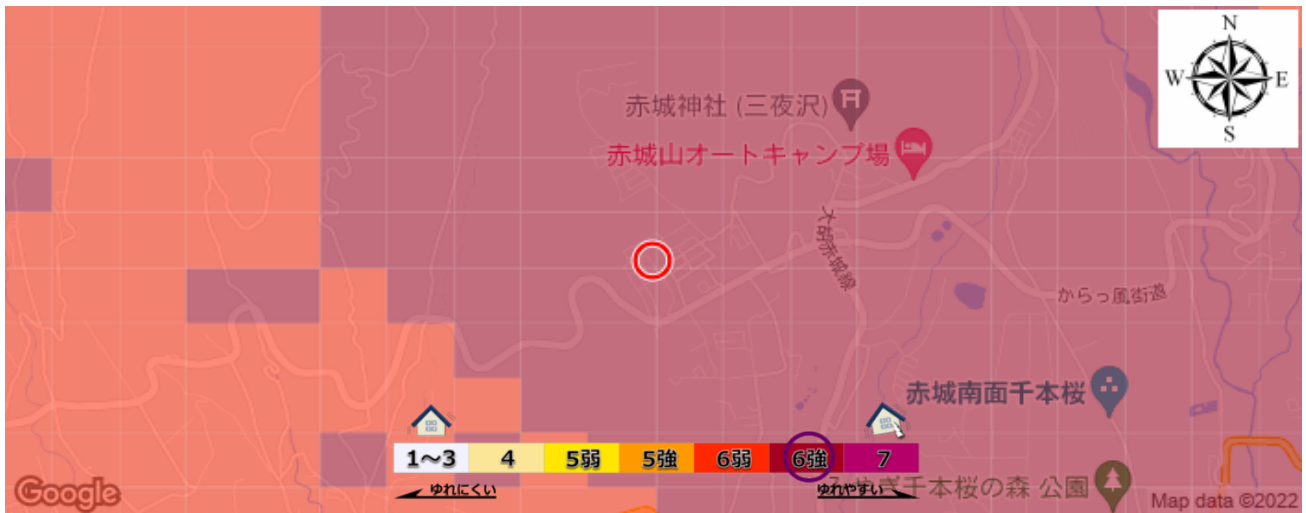 N
W E
S
赤城神社 (三夜沢)
赤城山オートキャンプ場
大胡赤城線
からっ風街道
赤城南面千本桜
1～3 4 5弱 5強 6弱 6強 7
ゆれにくい ゆれやすい
千本桜の森 公園
Google
Map data ©2022